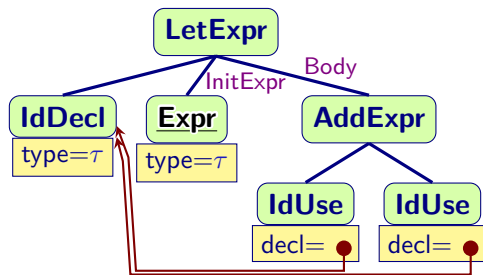 LetExpr
InitExpr
Body
IdDecl
Expr
AddExpr
type=τ
type=τ
IdUse
IdUse
decl=
decl=